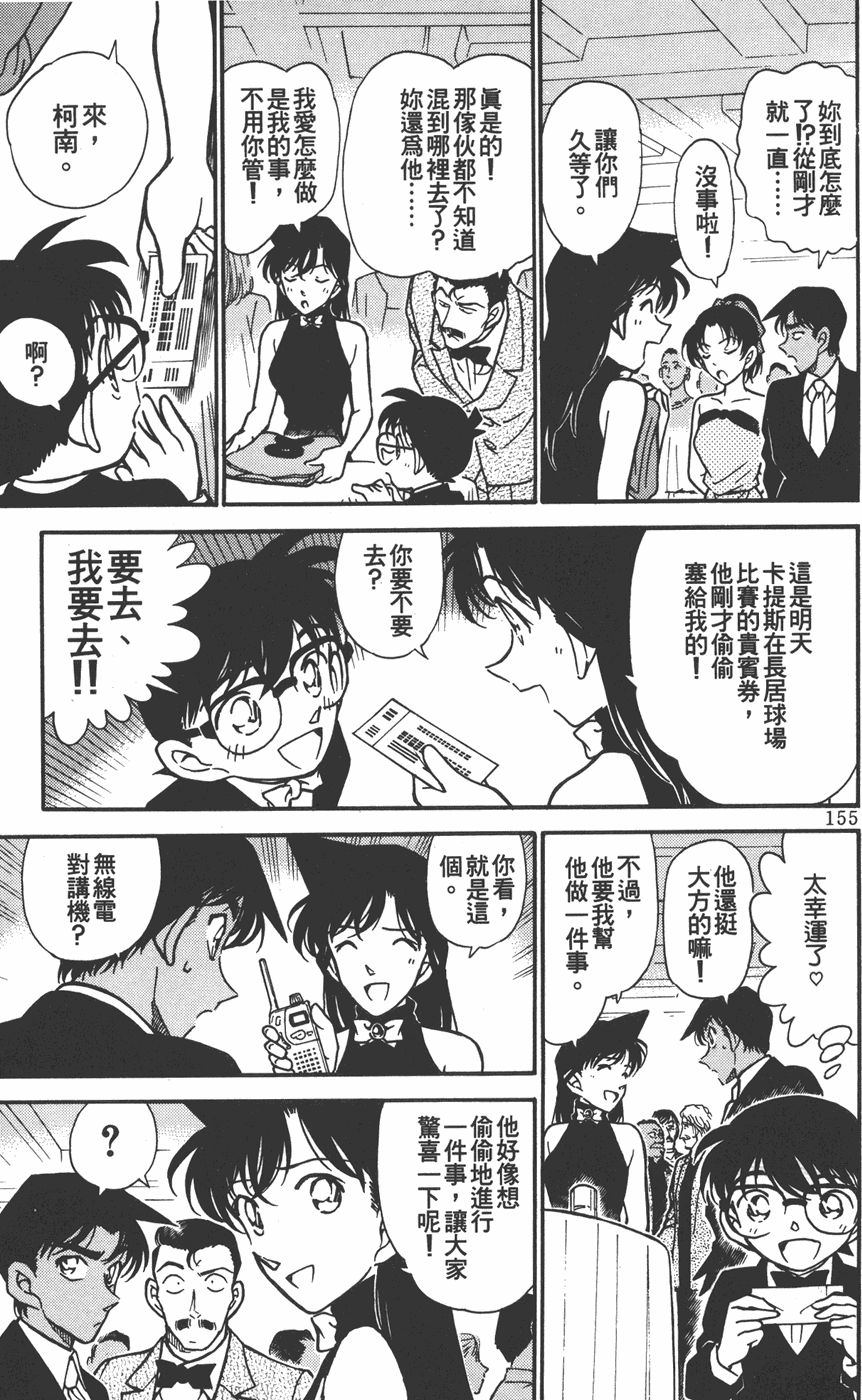 妳到底怎麼
了!?從剛才
就一直……
沒事啦！
讓你們
久等了。
眞是的！
那傢伙都不知道
混到哪裡去了？
妳還爲他……
我愛怎麼做
是我的事，
不用你管！
來，
柯南。
啊？
這是明天
卡提斯在長居球場
比賽的貴賓券，
他剛才偷偷
塞給我的！
你要不要
去？
要去、
我要去!!
155
太幸運了♡
他還挺
大方的嘛！
不過，
他要我幫
他做一件事。
你看，
就是這
個。
無線電
對講機？
他好像想
偷偷地進行
一件事，讓大家
驚喜一下呢！
？